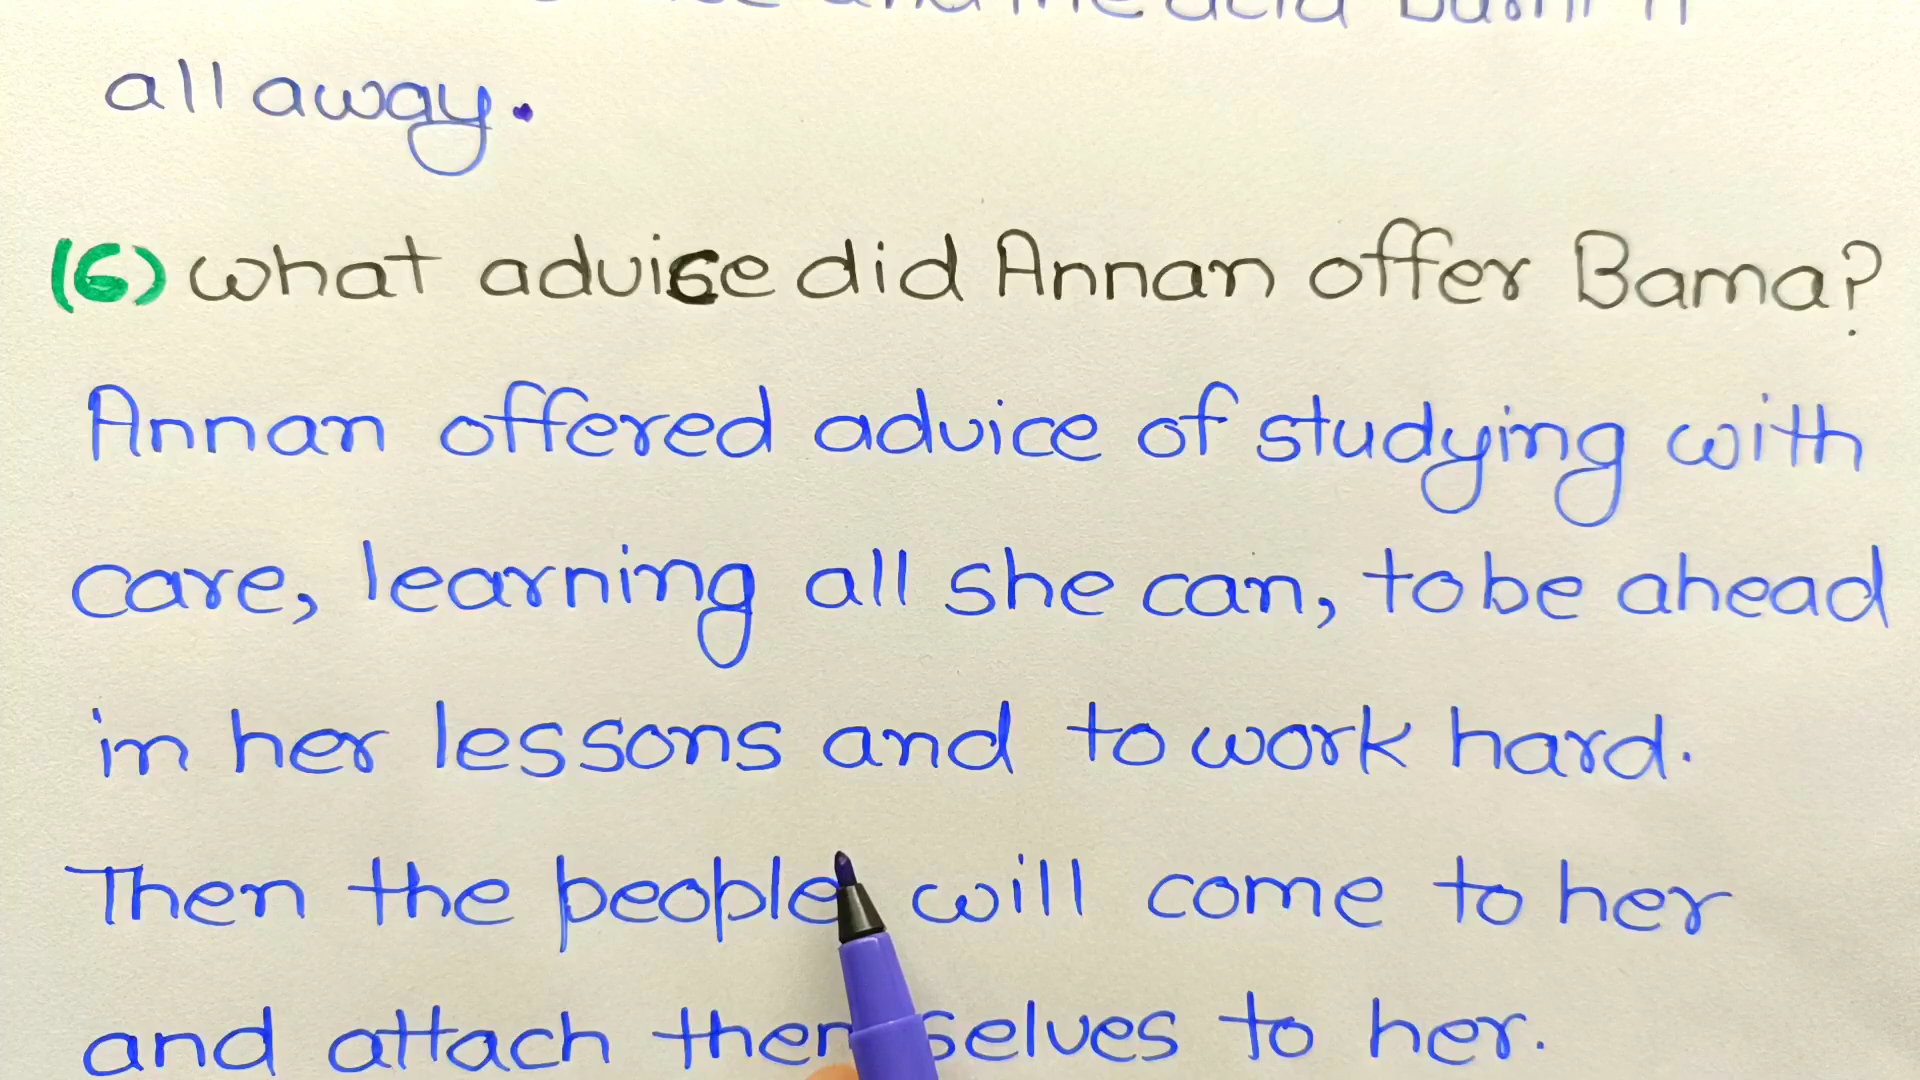 all away.
(6) What advice did Annan offer Bama?
Annan offered advice of studying with
care, learning all she can, to be ahead
in her lessons and to work hard.
Then the people will come to her
and attach themselves to her.